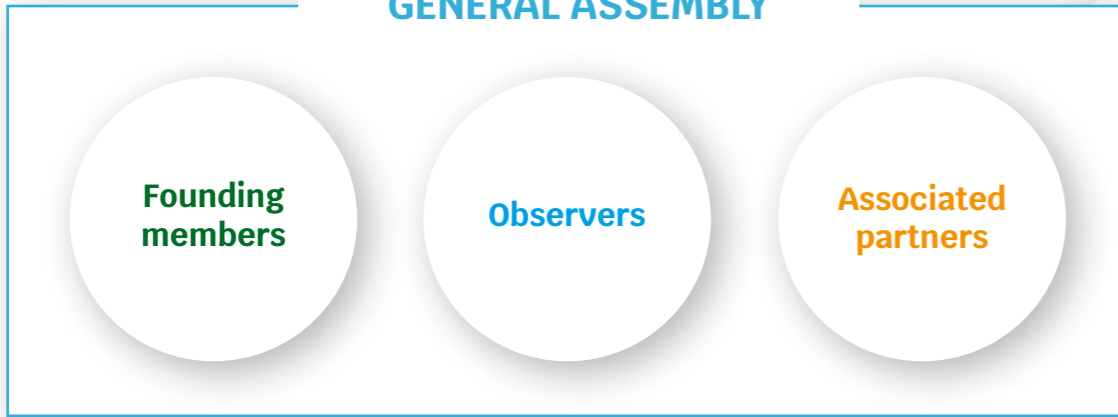 GENERAL ASSEMBLY
Founding
members
Observers
Associated
partners